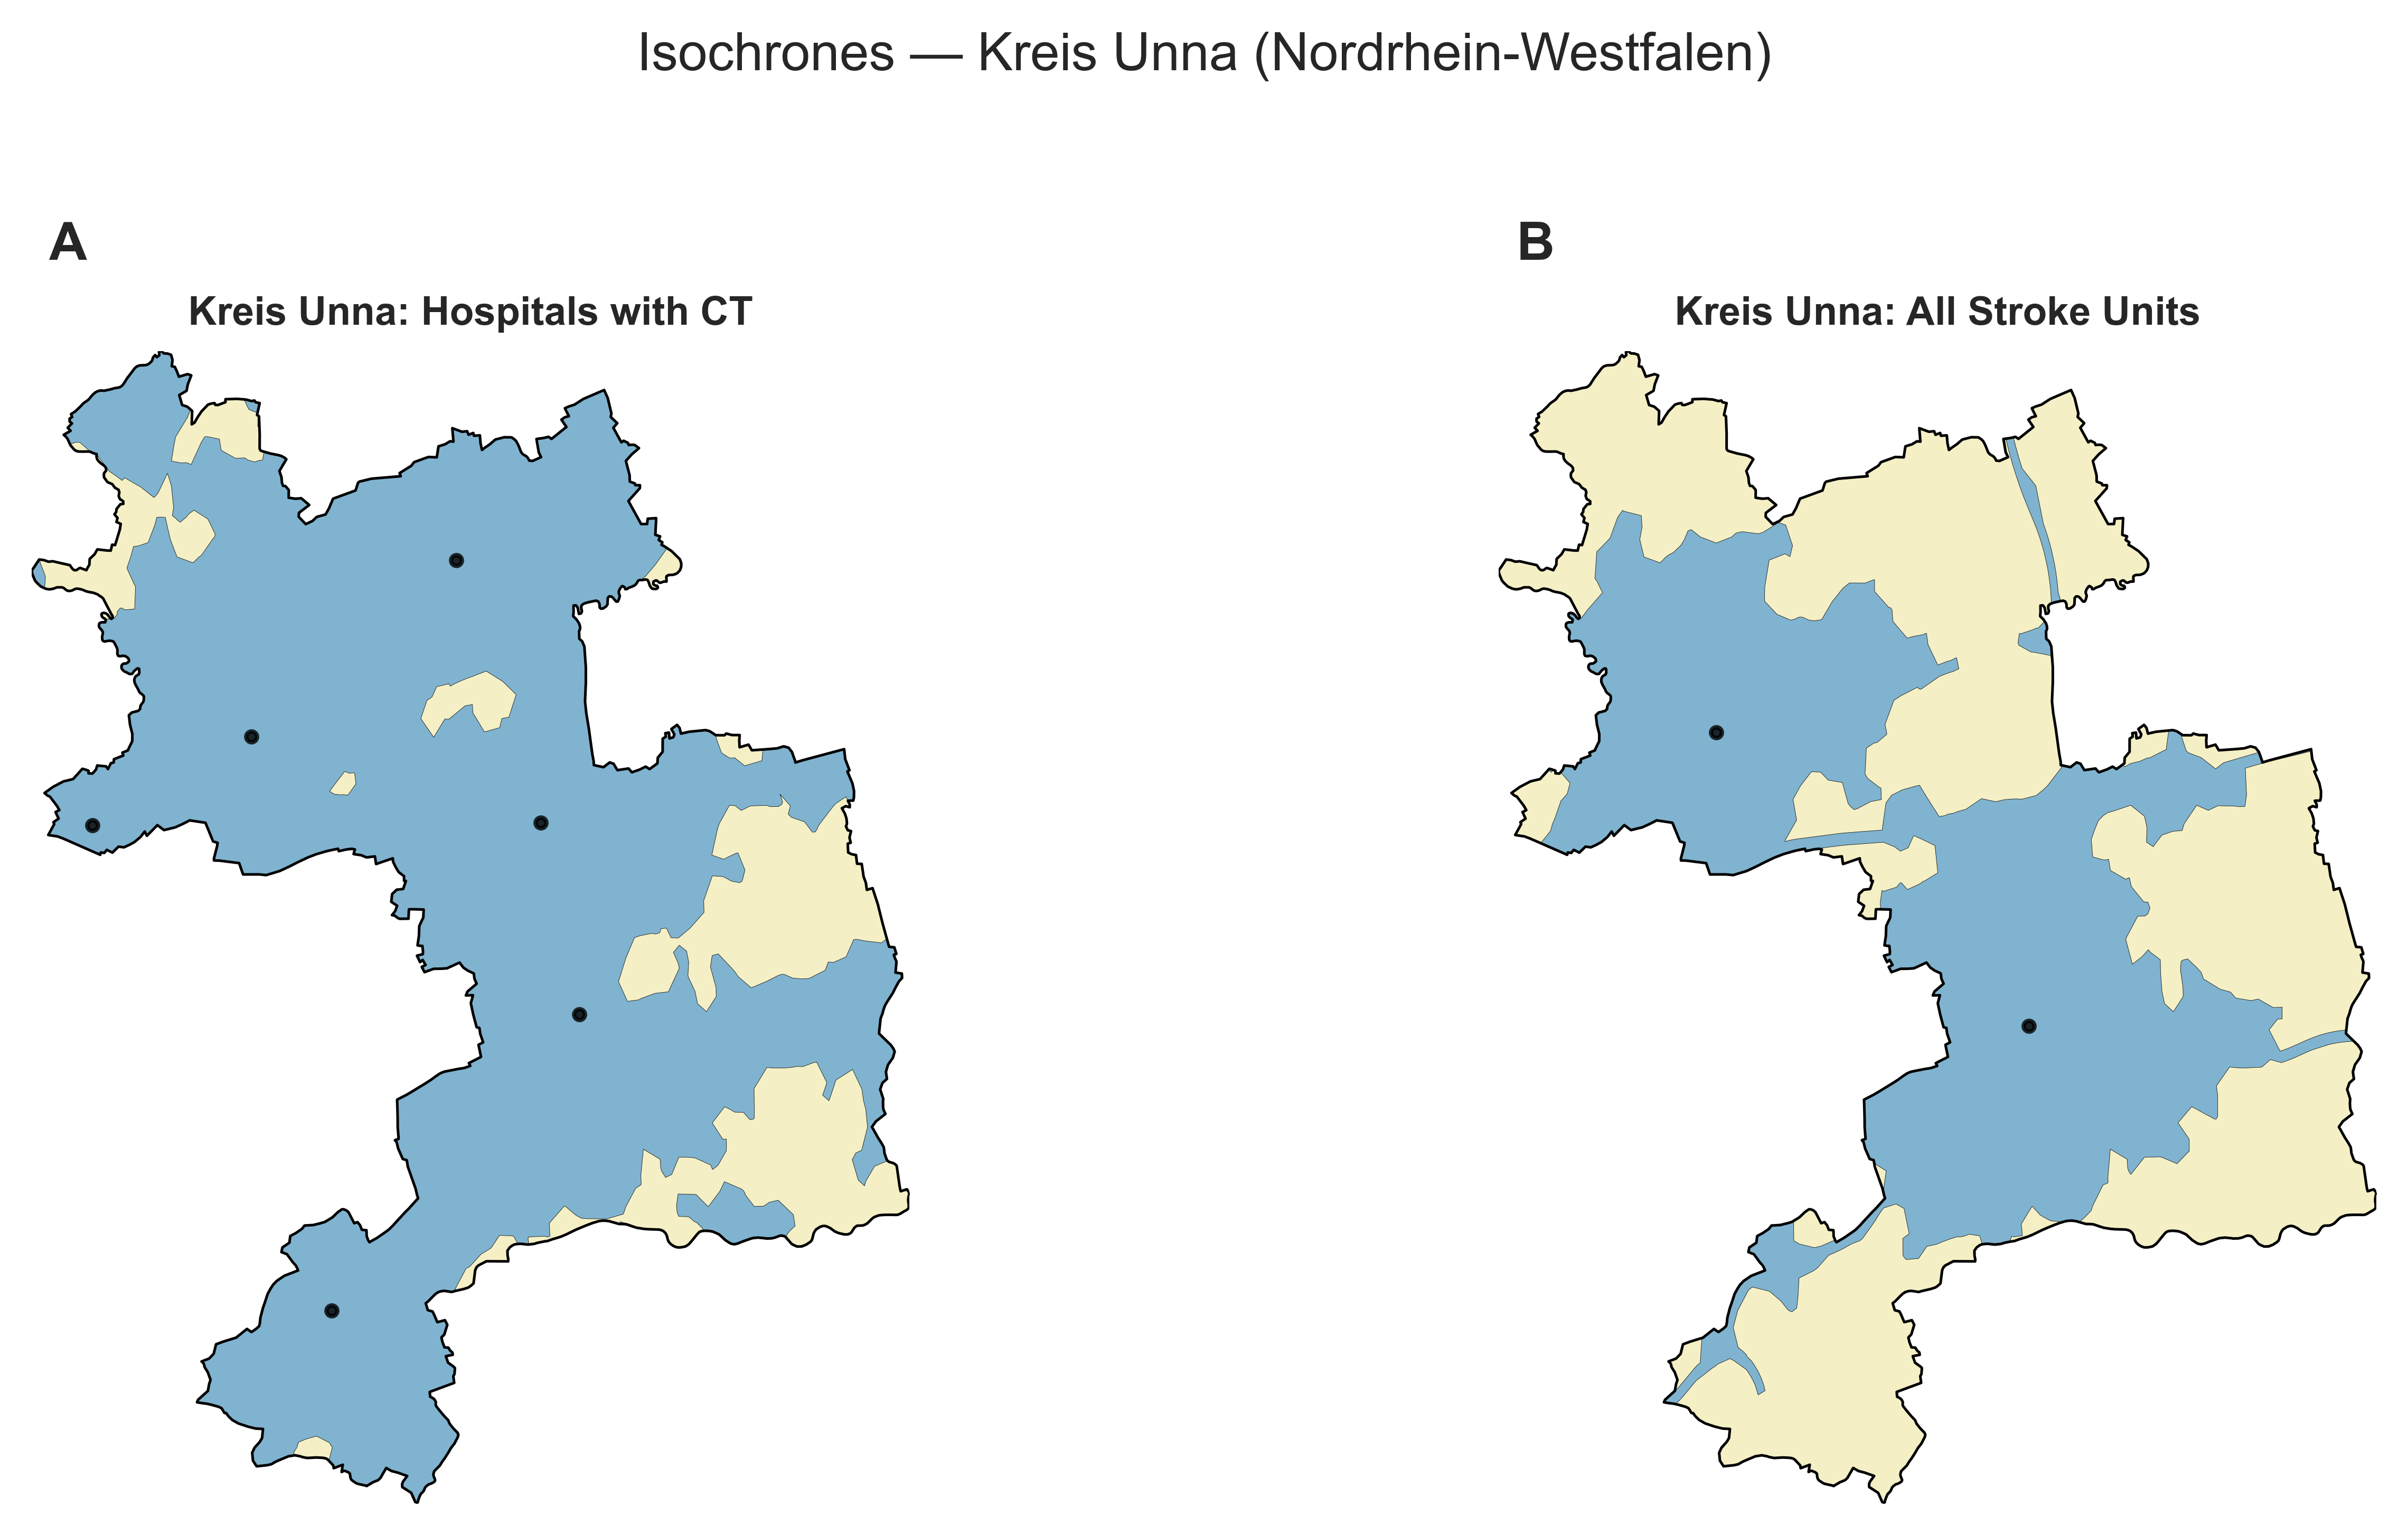 Isochrones — Kreis Unna (Nordrhein-Westfalen)
A
Kreis Unna: Hospitals with CT
B
Kreis Unna: All Stroke Units